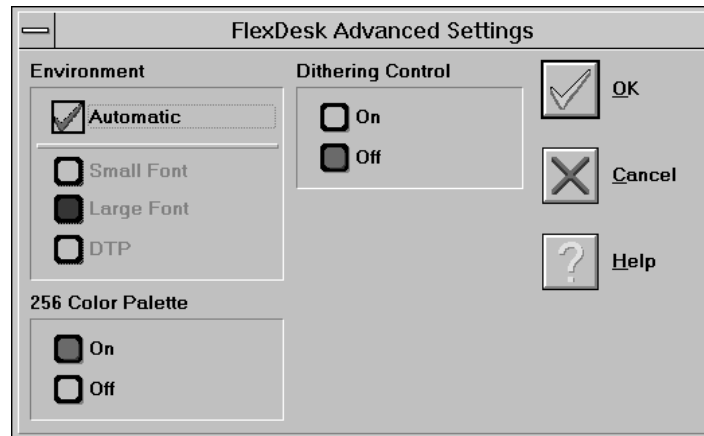 FlexDesk Advanced Settings
Environment
Automatic
Small Font
Large Font
DTP
256 Color Palette
On
Off
Dithering Control
On
Off
OK
Cancel
Help